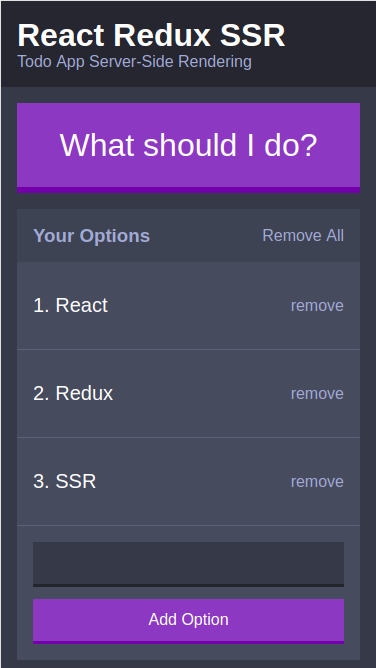 React Redux SSR
Todo App Server-Side Rendering
What should I do?
Your Options Remove All
1. React remove
2. Redux remove
3. SSR remove
Add Option